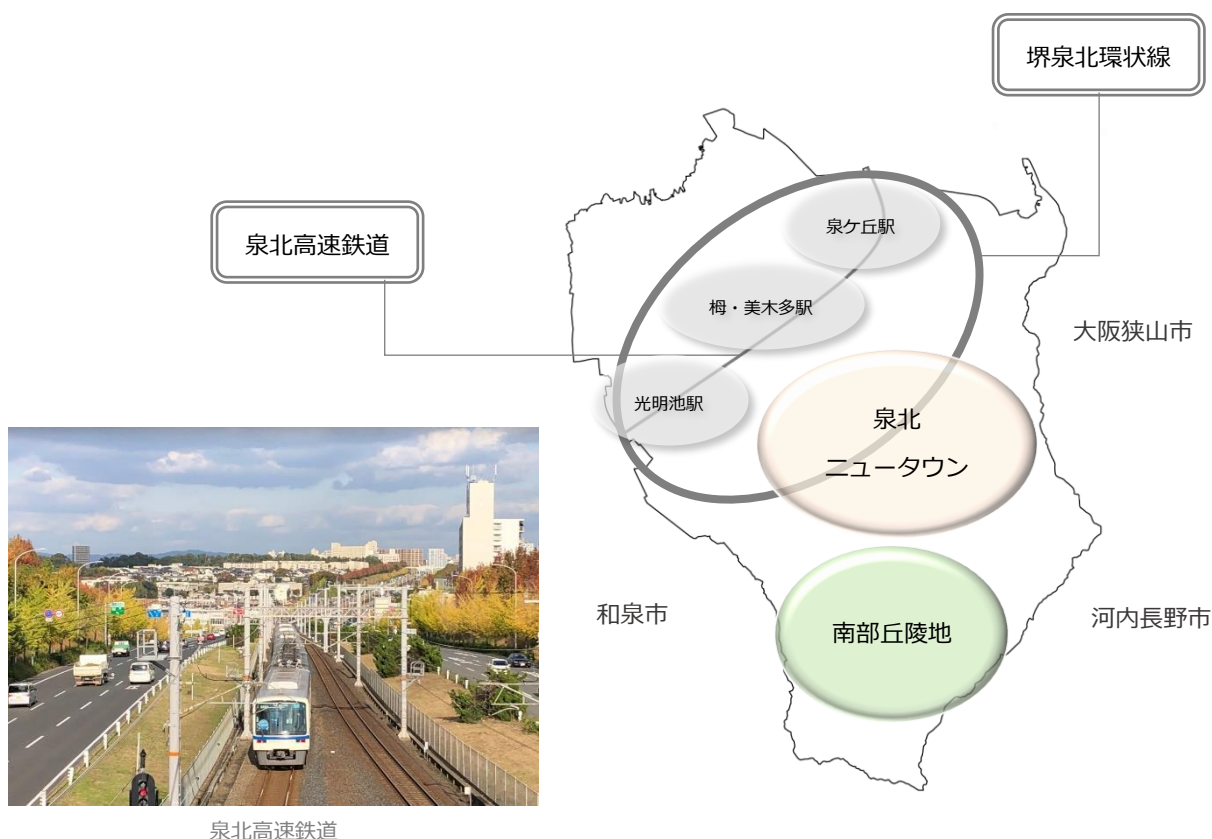 堺泉北環状線
泉北高速鉄道
泉ケ丘駅
栂・美木多駅
大阪狭山市
光明池駅
泉北
ニュータウン
和泉市
南部丘陵地
河内長野市
泉北高速鉄道